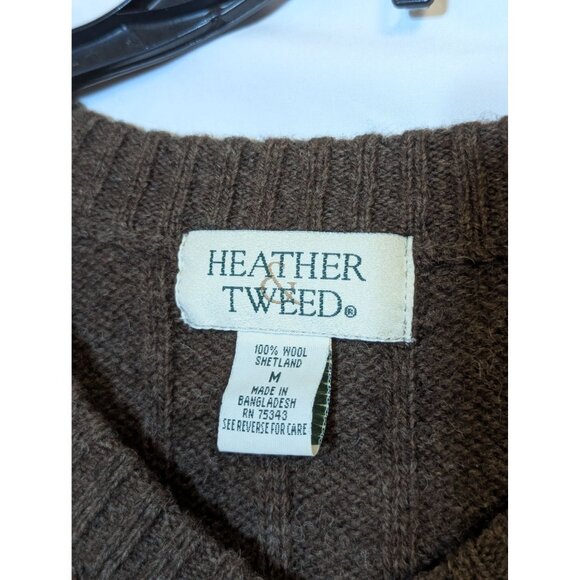 HEATHER
&
TWEED®
100% WOOL
SHETLAND
M
MADE IN
BANGLADESH
RN 75343
SEE REVERSE FOR CARE